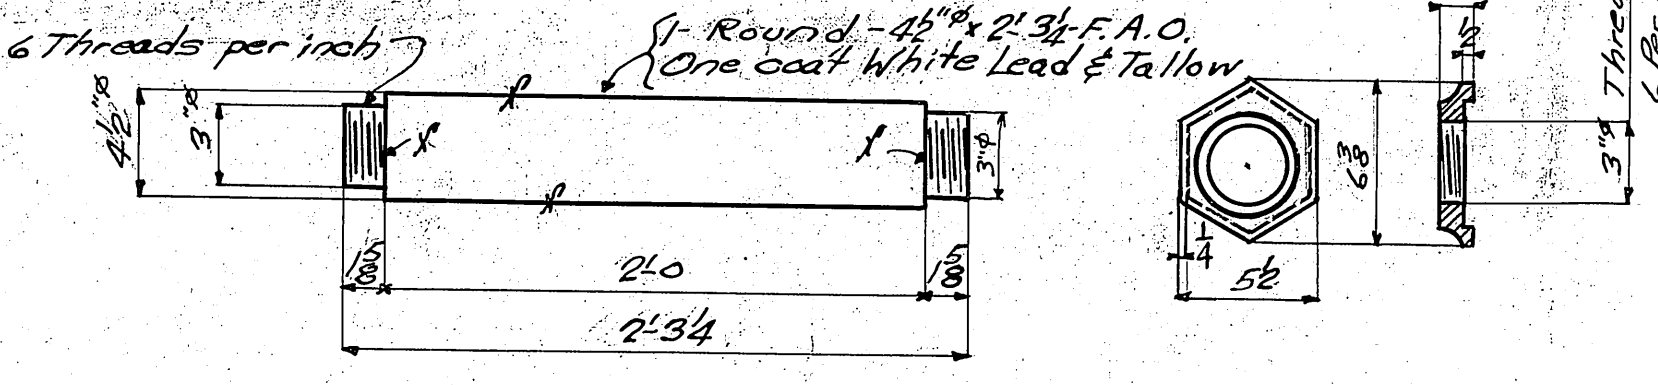 6 Threads per inch
1- Round - 4½"ø x 2'-3¼ - F.A.O.
One coat White Lead & Tallow
4½"ø
3"ø
f
f
f
f
3"ø
1⅝
2'-0
1⅝
2'-3¼
¼
5½
6⅜
½
3"ø
6 Per